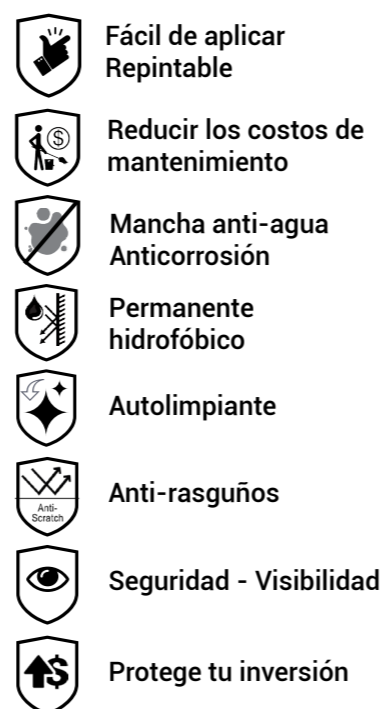 Fácil de aplicar
Repintable
$
Reducir los costos de
mantenimiento
Mancha anti-agua
Anticorrosión
Permanente
hidrofóbico
Autolimpiante
Anti-
Scratch
Anti-rasguños
Seguridad - Visibilidad
$
Protege tu inversión